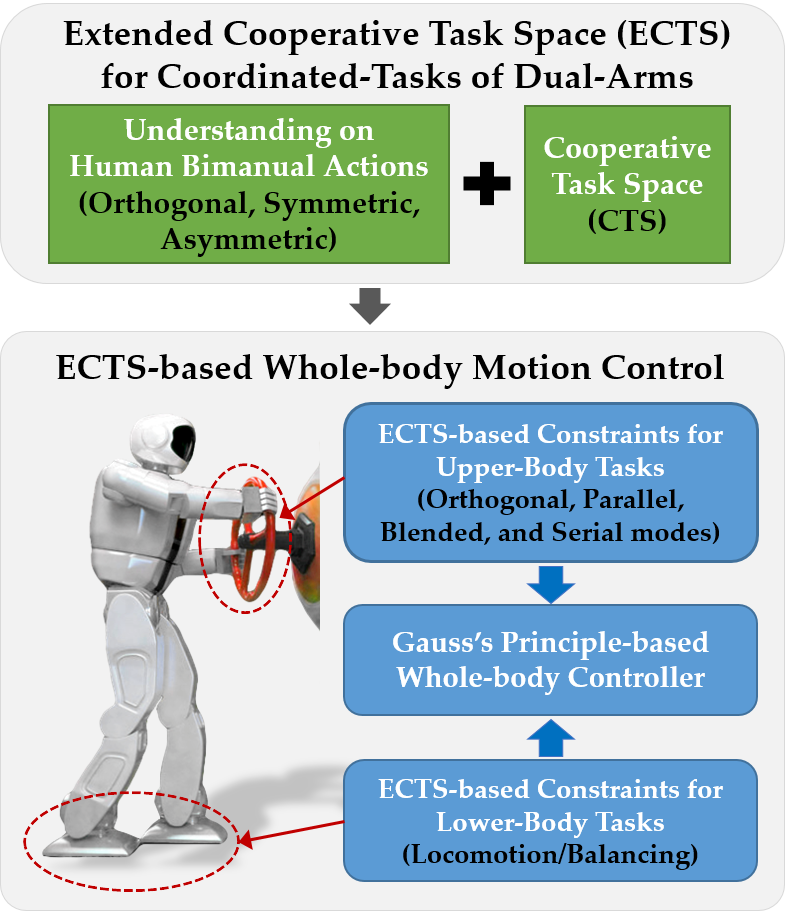 Extended Cooperative Task Space (ECTS)
for Coordinated-Tasks of Dual-Arms
Understanding on
Human Bimanual Actions
(Orthogonal, Symmetric,
Asymmetric)
Cooperative
Task Space
(CTS)
ECTS-based Whole-body Motion Control
ECTS-based Constraints for
Upper-Body Tasks
(Orthogonal, Parallel,
Blended, and Serial modes)
Gauss's Principle-based
Whole-body Controller
ECTS-based Constraints for
Lower-Body Tasks
(Locomotion/Balancing)